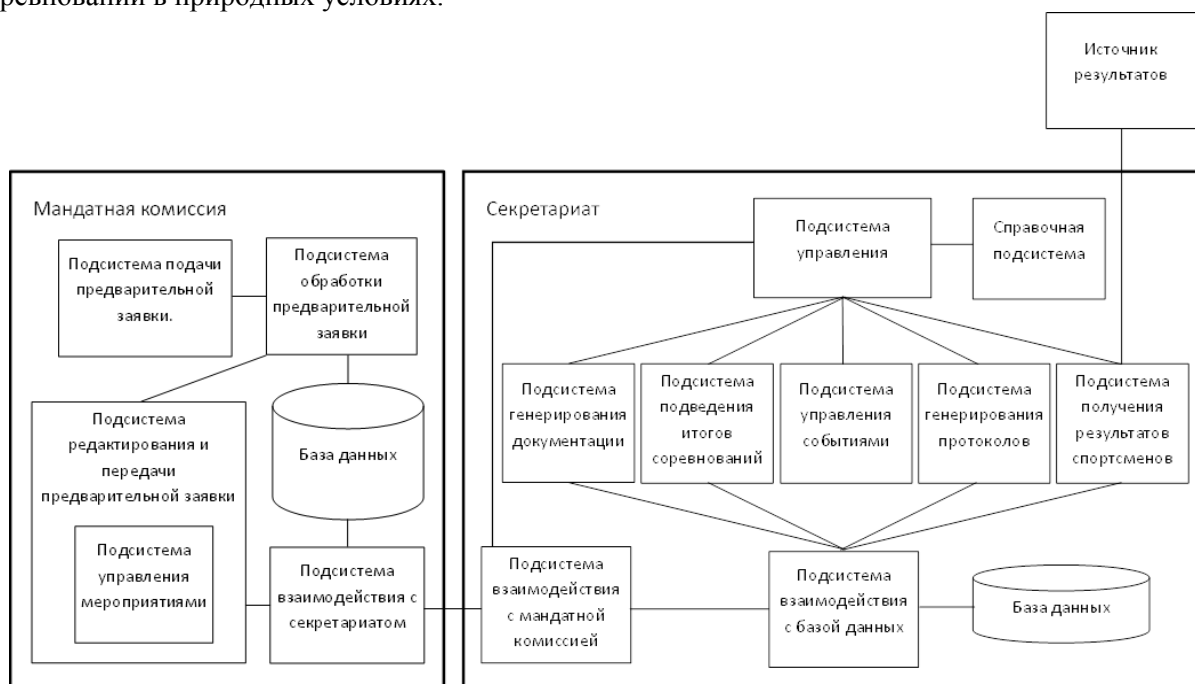 ревновании в природных условиях.
Источник
результатов
Мандатная комиссия
Подсистема подачи
предварительной
заявки.
Подсистема
обработки
предварительной
заявки
Подсистема
редактирования и
передачи
предварительной заявки
База данных
Подсистема
управления
мероприятиями
Подсистема
взаимодействия с
секретариатом
Секретариат
Подсистема
управления
Справочная
подсистема
Подсистема
генерирования
документации
Подсистема
подведения
итогов
соревнований
Подсистема
управления
событиями
Подсистема
генерирования
протоколов
Подсистема
получения
результатов
спортсменов
Подсистема
взаимодействия
с мандатной
комиссией
Подсистема
взаимодействия
с базой данных
База данных